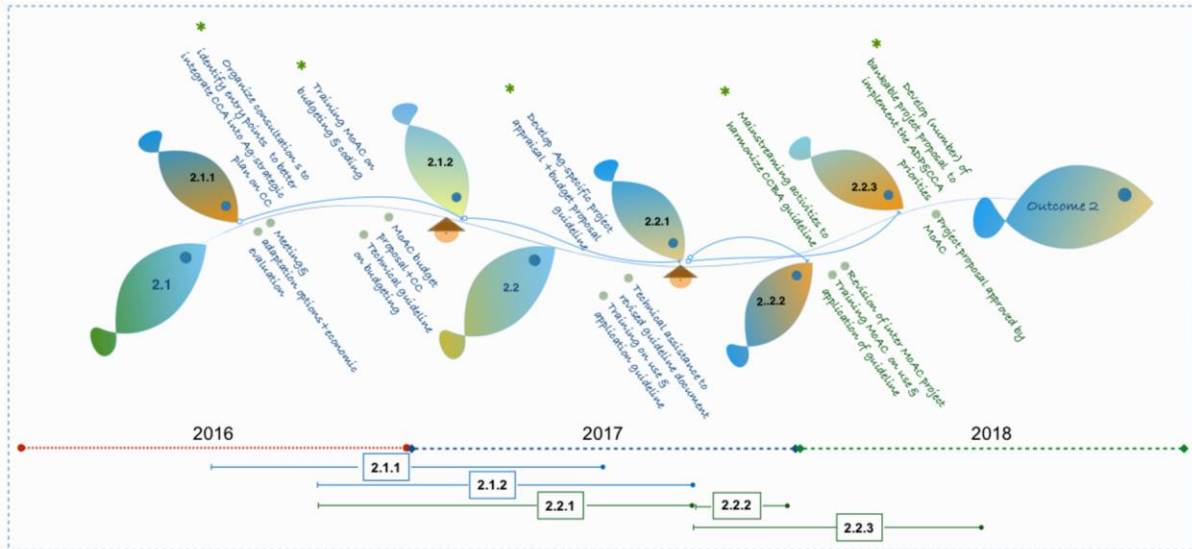 Organize consultation s to
identify entry points to better
integrate CCA into Ag-strategic
plan on CC
Training MoAC on
budgeting & coding
Develop Ag-specific project
appraisal + budget proposal
guideline
Mainstreaming activities to
harmonize CCBA guideline
Develop (number) of
bankable project proposal to
implement the ADP&CCA
priorities
2.1.1
2.1.2
2.2.1
2.2.3
Outcome 2
2.1
2.2
2..2.2
Meeting &
adaptation options + economic
evaluation
MoAC budget
proposal + CC
Technical guideline
on budgeting
Technical assistance to
revised guideline document
Training on use &
application guideline
Revision of inter MoAC project
Training MoAC on use &
application of guideline
Project proposal approved by
MoAC
2016
2017
2018
2.1.1
2.1.2
2.2.1
2.2.2
2.2.3